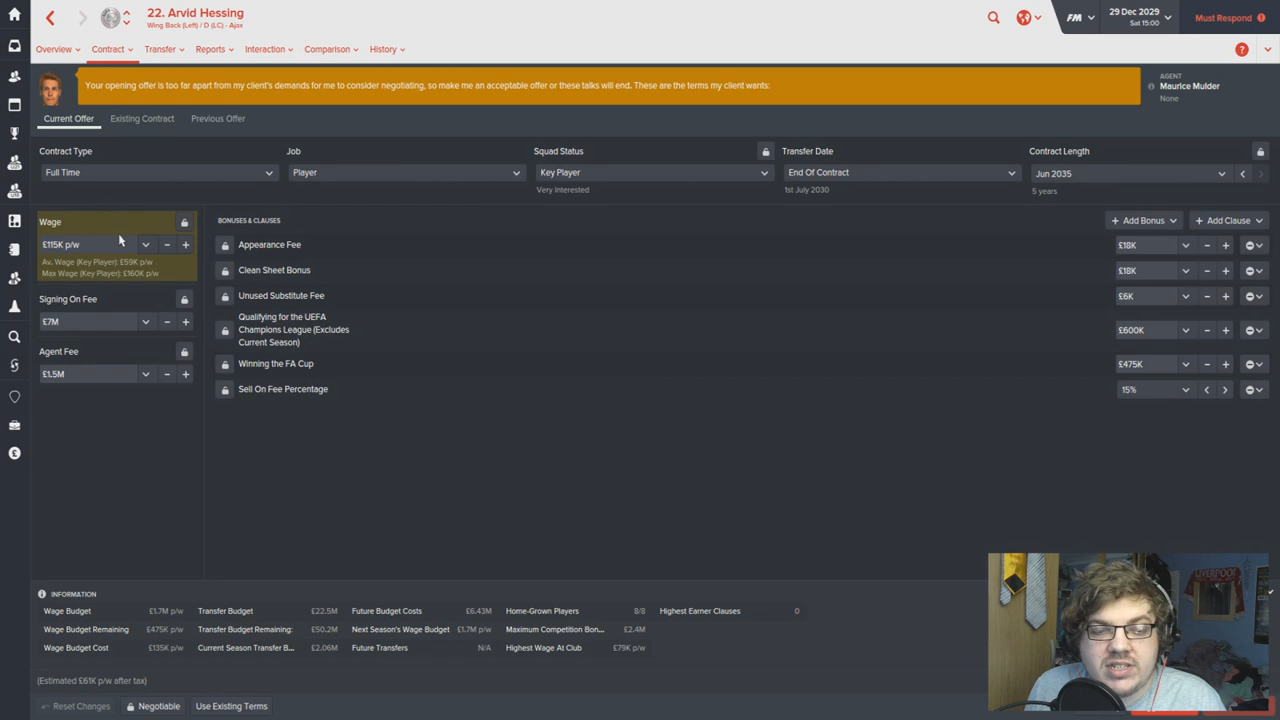 22. Arvid Hessing
Wing Back (Left) / D (LC) - Ajax
FM
29 Dec 2029
Sat 15:00
Must Respond
Overview
Contract
Transfer
Reports
Interaction
Comparison
History
Your opening offer is too far apart from my client's demands for me to consider negotiating, so make me an acceptable offer or these talks will end. These are the terms my client wants:
AGENT
Maurice Mulder
None
Current Offer
Existing Contract
Previous Offer
Contract Type
Job
Squad Status
Transfer Date
Contract Length
Full Time
Player
Key Player
End Of Contract
Jun 2035
Very Interested
1st July 2030
5 years
Wage
£115K p/w
Av. Wage (Key Player): £59K p/w
Max Wage (Key Player): £160K p/w
Signing On Fee
£7M
Agent Fee
£1.5M
BONUSES & CLAUSES
+ Add Bonus
+ Add Clause
Appearance Fee
£18K
Clean Sheet Bonus
£18K
Unused Substitute Fee
£6K
Qualifying for the UEFA
Champions League (Excludes
Current Season)
£600K
Winning the FA Cup
£475K
Sell On Fee Percentage
15%
INFORMATION
Wage Budget £1.7M p/w Transfer Budget £22.5M Future Budget Costs £6.43M Home-Grown Players 8/8 Highest Earner Clauses 0
Wage Budget Remaining £475K p/w Transfer Budget Remaining: £50.2M Next Season's Wage Budget £1.7M p/w Maximum Competition Bon... £2.4M
Wage Budget Cost £135K p/w Current Season Transfer B... £2.06M Future Transfers N/A Highest Wage At Club £79K p/w
(Estimated £61K p/w after tax)
Reset Changes
Negotiable
Use Existing Terms
LIVERPOOL